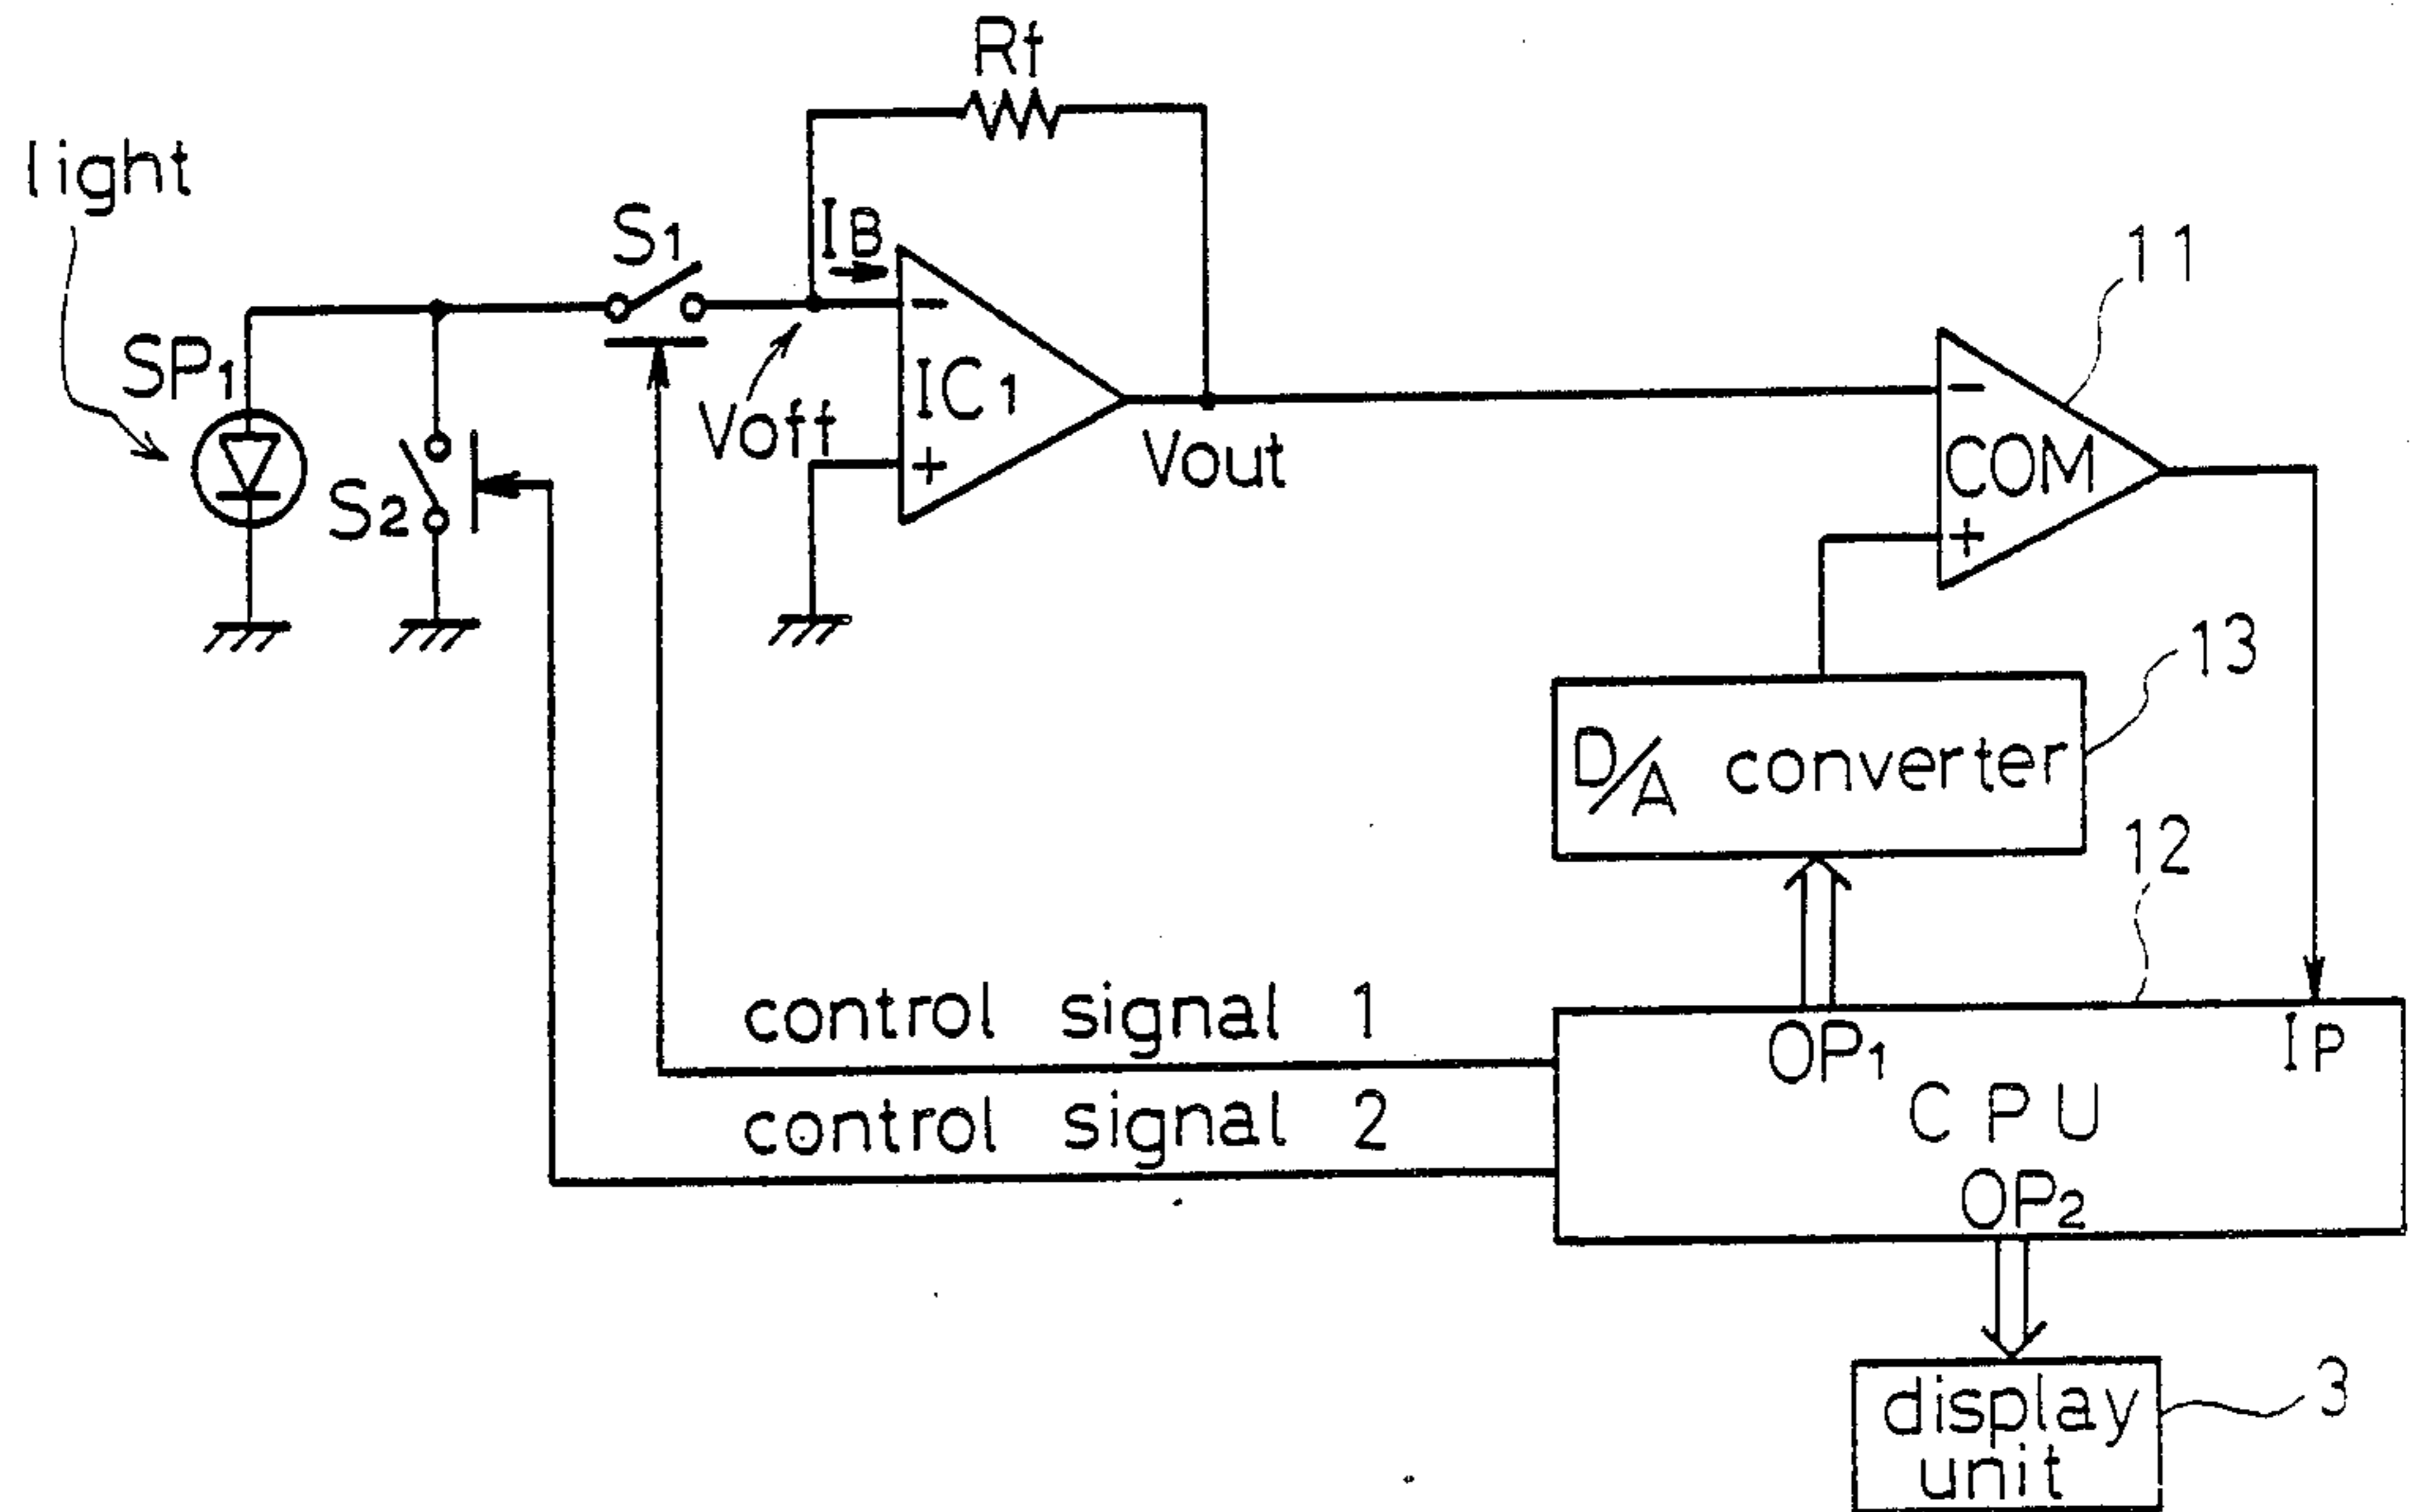 Rf
light
S1
IB
11
SP1
IC1
-
+
Voff
S2
Vout
-
COM
+
13
D/A converter
12
control signal 1
OP1
IP
CPU
control signal 2
OP2
display
unit
3